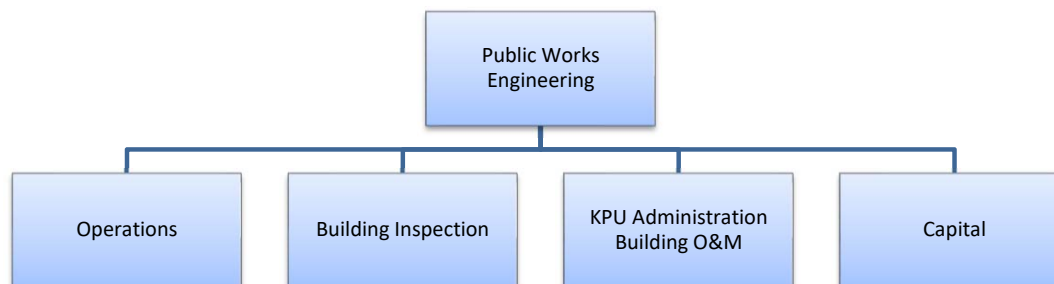 Public Works
Engineering
Operations
Building Inspection
KPU Administration
Building O&M
Capital